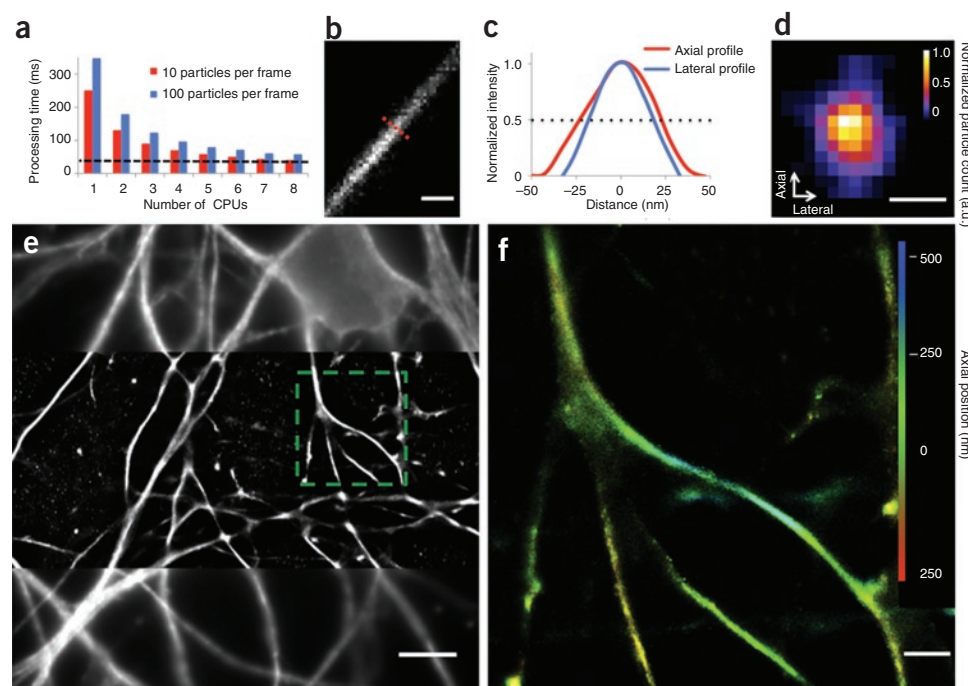 a
Processing time (ms)
300
200
100
0
10 particles per frame
100 particles per frame
1 2 3 4 5 6 7 8
Number of CPUs
b
c
Normalized intensity
1.0
0.5
0
Axial profile
Lateral profile
−50 −25 0 25 50
Distance (nm)
d
1.0
0.5
0
Axial
Lateral
Normalized particle count (a.u.)
e
f
500
250
0
250
Axial position (nm)